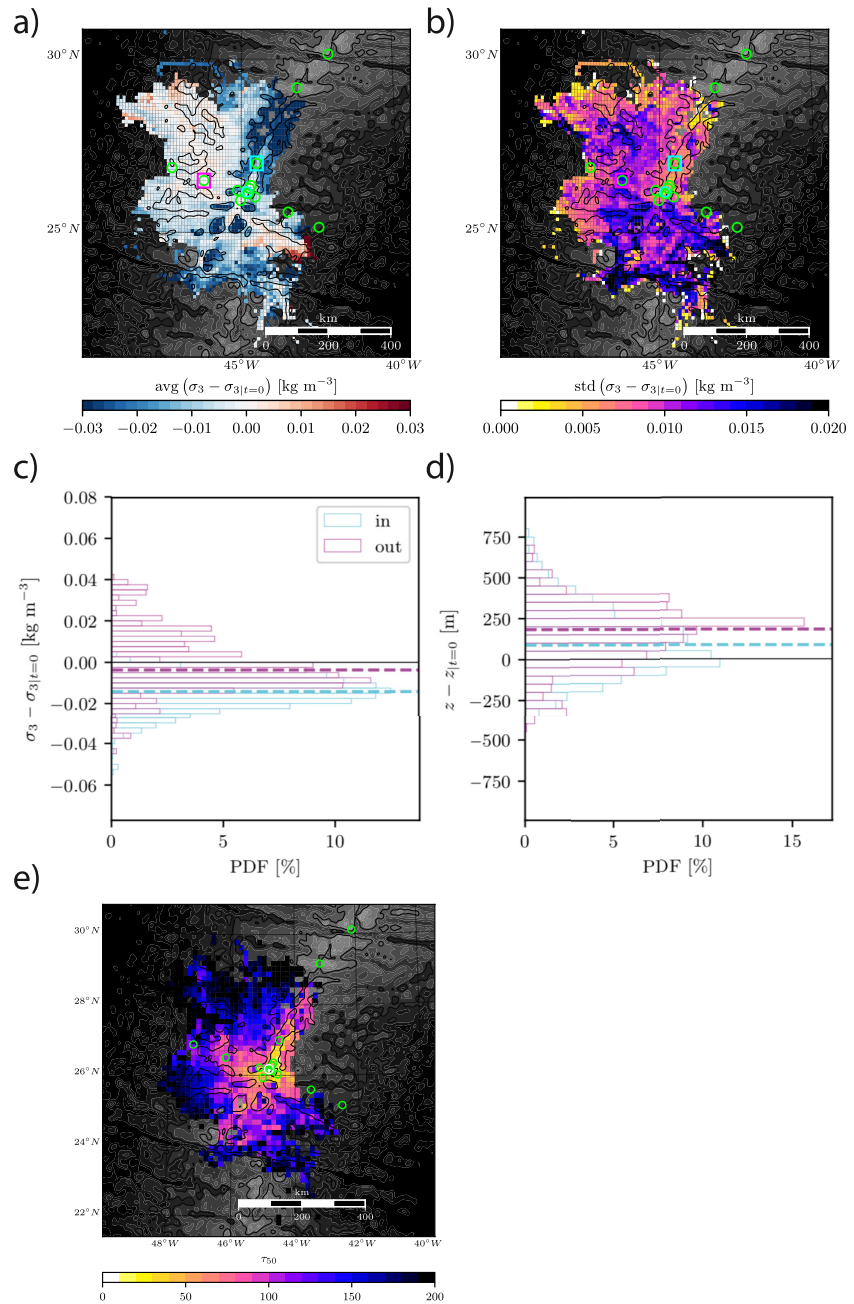 a)
b)
30°N
25°N
km
0 200 400
45°W 40°W
avg (σ₃ − σ₃|t=0) [kg m⁻³]
−0.03 −0.02 −0.01 0.00 0.01 0.02 0.03
30°N
25°N
km
0 200 400
45°W 40°W
std (σ₃ − σ₃|t=0) [kg m⁻³]
0.000 0.005 0.010 0.015 0.020
c)
d)
0.08
0.06
0.04
0.02
0.00
−0.02
−0.04
−0.06
σ₃ − σ₃|t=0 [kg m⁻³]
in
out
0 5 10
PDF [%]
750
500
250
0
−250
−500
−750
z − z|t=0 [m]
0 5 10 15
PDF [%]
e)
30°N
28°N
26°N
24°N
22°N
km
0 200 400
48°W 46°W 44°W 42°W 40°W
τ₅₀
0 50 100 150 200